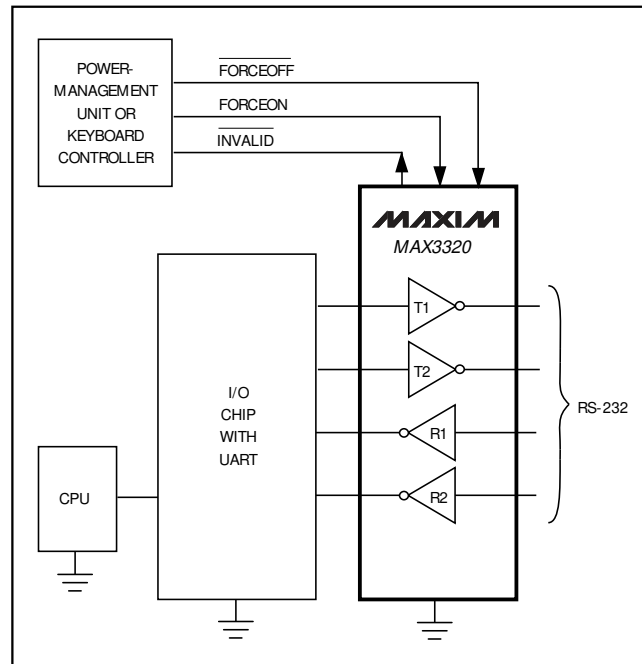 POWER-
MANAGEMENT
UNIT OR
KEYBOARD
CONTROLLER
FORCEOFF
FORCEON
INVALID
MAXIM
MAX3320
T1
T2
R1
R2
I/O
CHIP
WITH
UART
CPU
RS-232